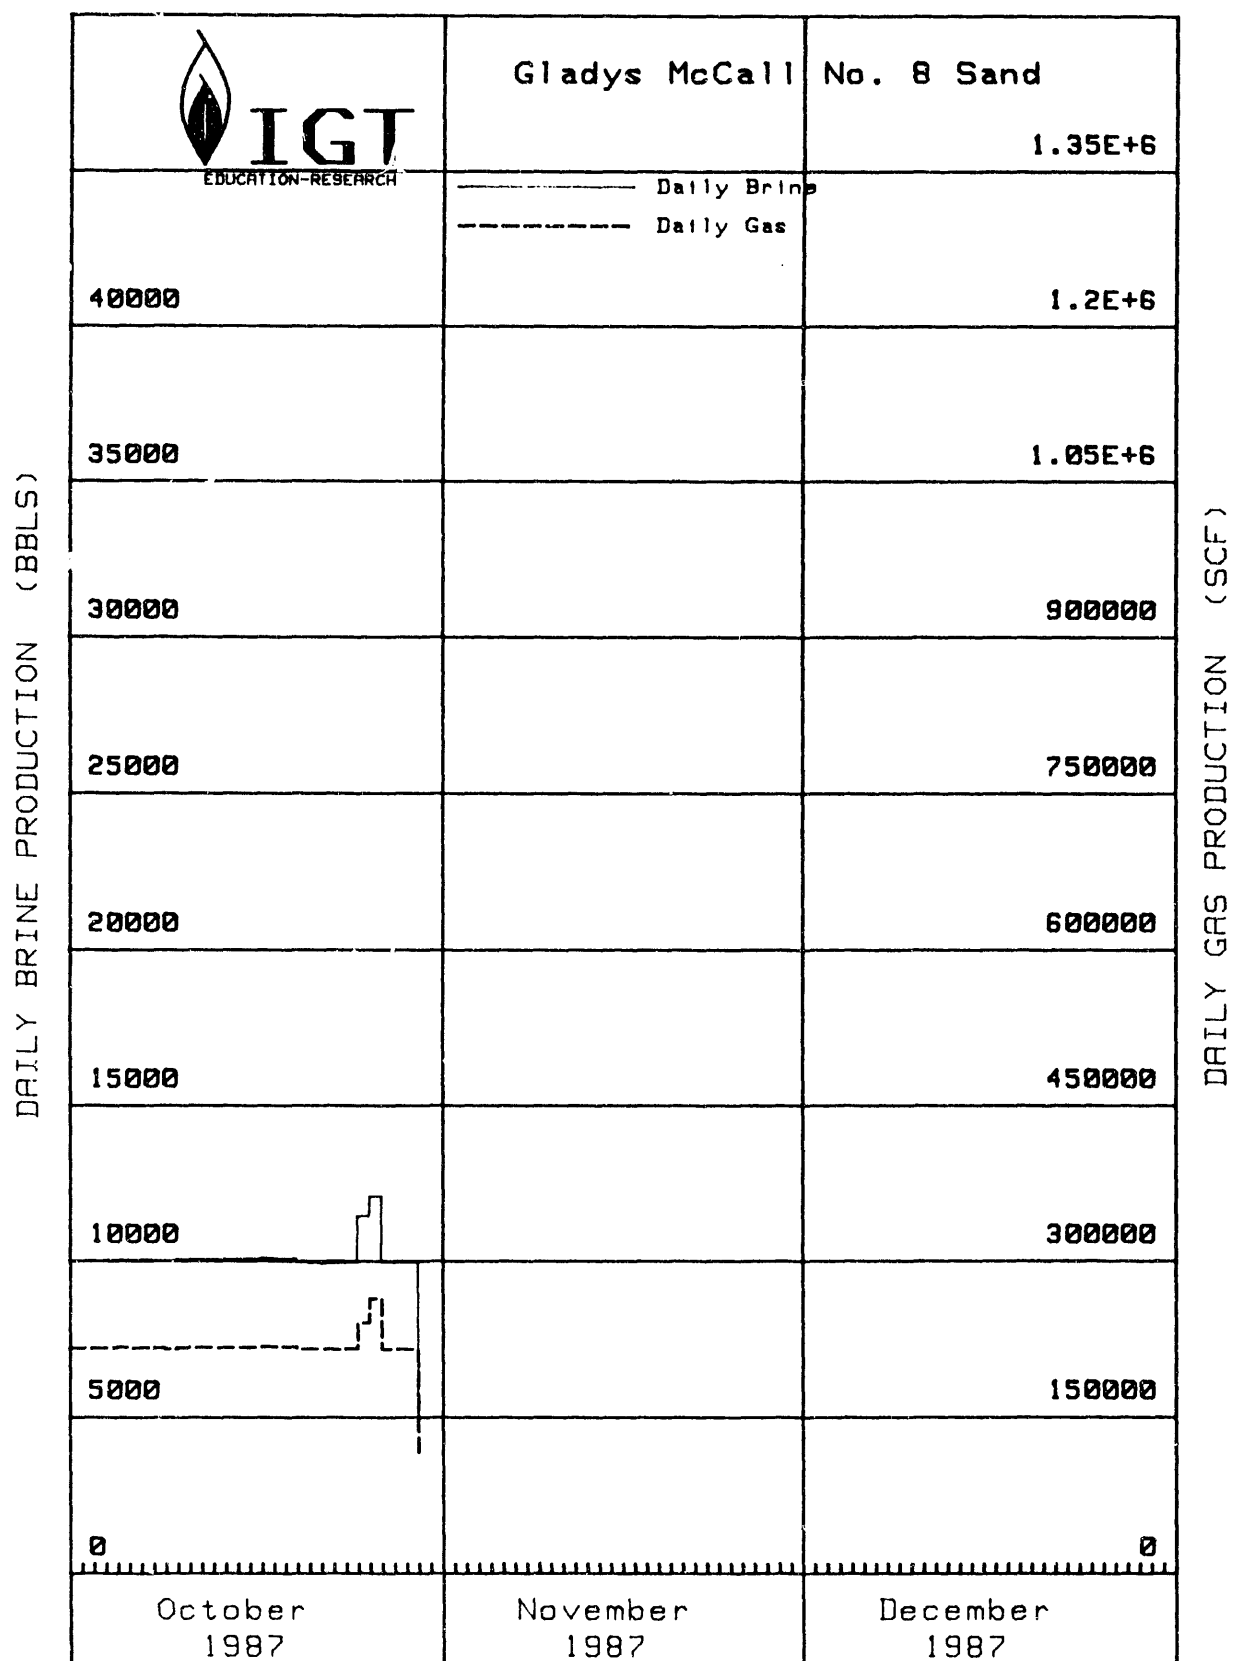 Gladys McCall No. 8 Sand
IGT
EDUCATION-RESEARCH
Daily Brine
Daily Gas
DAILY BRINE PRODUCTION (BBLS)
40000
35000
30000
25000
20000
15000
10000
5000
0
1.35E+6
1.2E+6
1.05E+6
900000
750000
600000
450000
300000
150000
0
DAILY GAS PRODUCTION (SCF)
October
1987
November
1987
December
1987